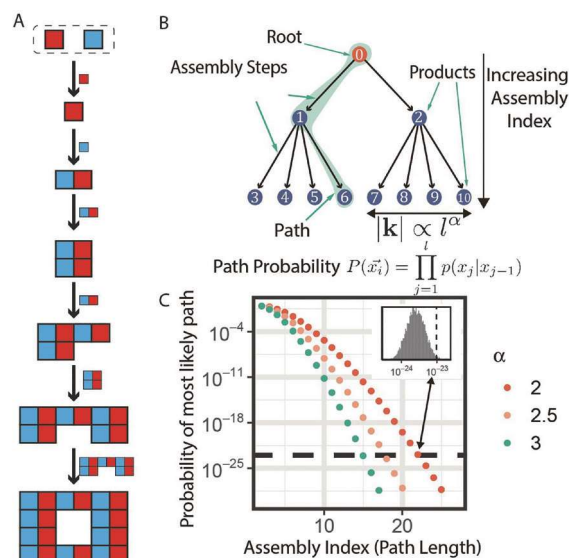 A
B
Root
0
Assembly Steps
Products
Increasing
Assembly
Index
1
2
3
4
5
6
7
8
9
10
Path
|k| ∝ l^α
Path Probability P(x⃗_i) = ∏_{j=1}^{l} p(x_j|x_{j−1})
C
Probability of most likely path
10^-4
10^-11
10^-18
10^-25
10^-24
10^-23
α
2
2.5
3
10
20
Assembly Index (Path Length)